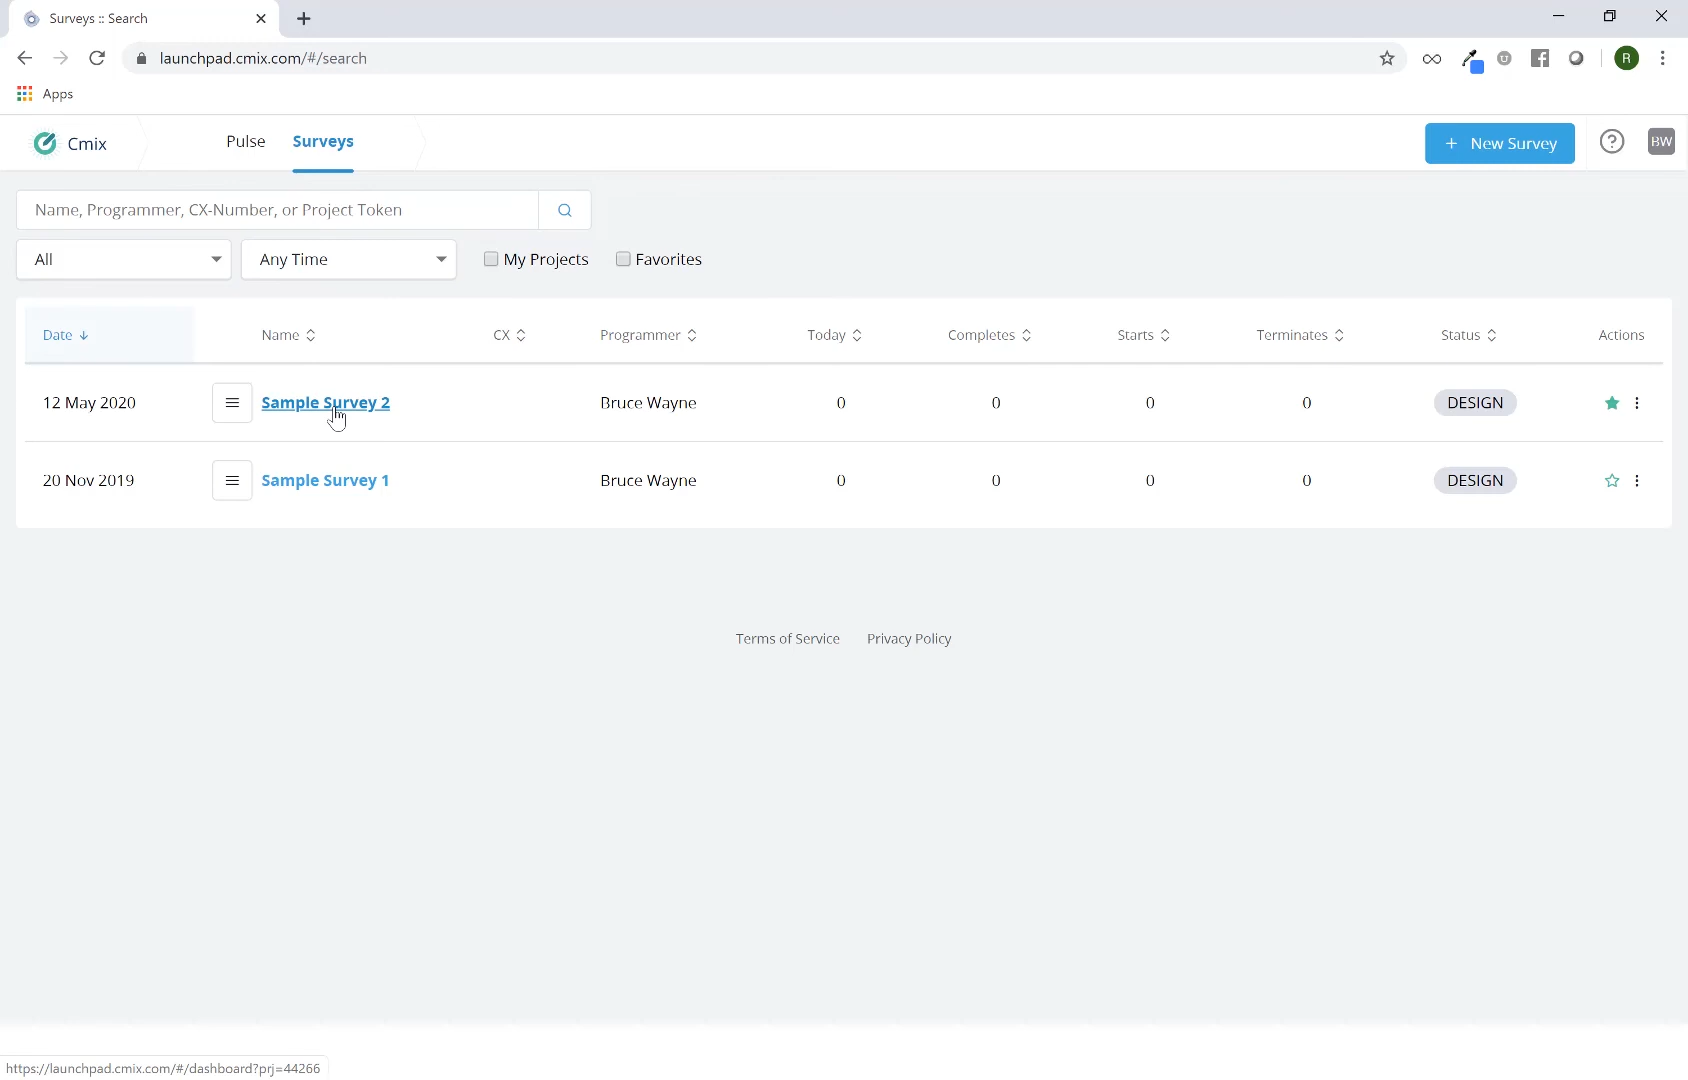 Surveys :: Search
launchpad.cmix.com/#/search
R
Apps
Cmix
Pulse
Surveys
+ New Survey
?
BW
Name, Programmer, CX-Number, or Project Token
All
Any Time
My Projects
Favorites
Date
Name
CX
Programmer
Today
Completes
Starts
Terminates
Status
Actions
12 May 2020 Sample Survey 2 Bruce Wayne 0 0 0 0 DESIGN
20 Nov 2019 Sample Survey 1 Bruce Wayne 0 0 0 0 DESIGN
Terms of Service Privacy Policy
https://launchpad.cmix.com/#/dashboard?prj=44266